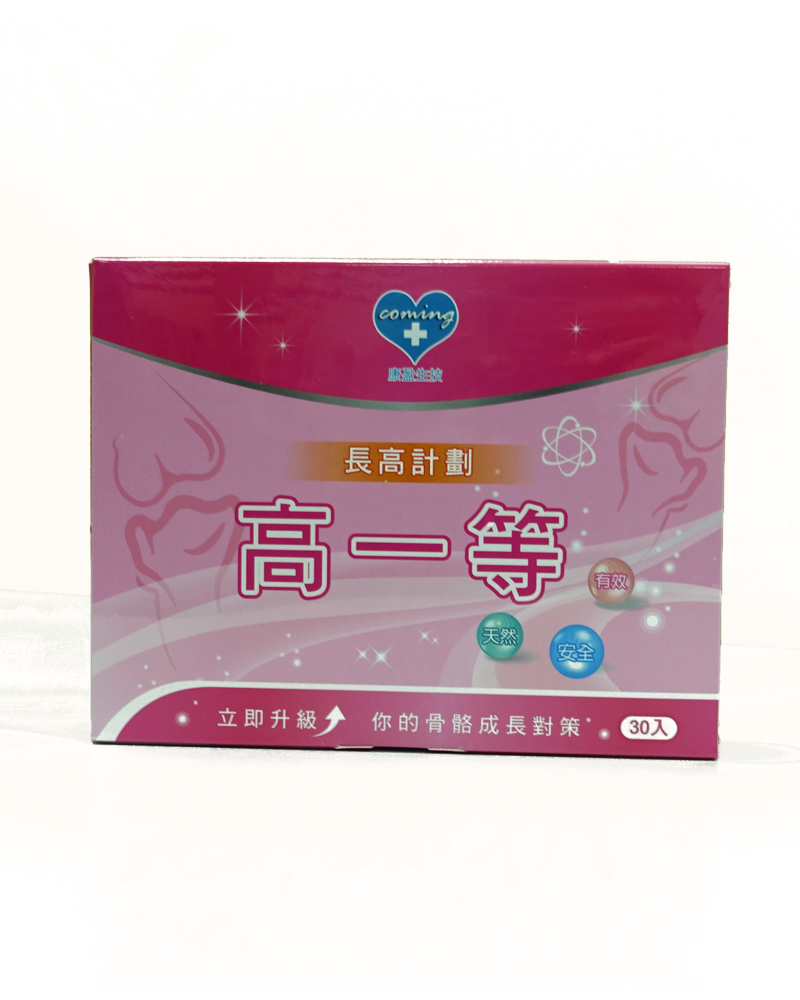 coming
康盈生技
長高計劃
高一等
有效
天然
安全
立即升級 你的骨骼成長對策
30入